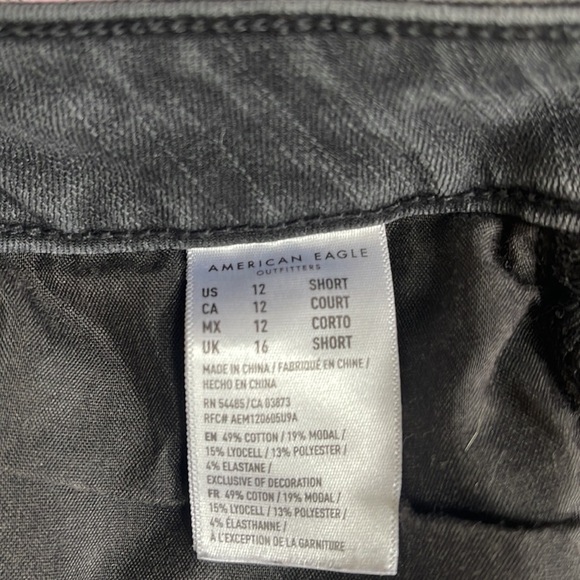 AMERICAN EAGLE
OUTFITTERS
US 12 SHORT
CA 12 COURT
MX 12 CORTO
UK 16 SHORT
MADE IN CHINA / FABRIQUÉ EN CHINE /
HECHO EN CHINA
RN 54485/CA 03873
RFC# AEM120605U9A
EN 49% COTTON / 19% MODAL /
15% LYOCELL / 13% POLYESTER /
4% ELASTANE /
EXCLUSIVE OF DECORATION
FR 49% COTON / 19% MODAL /
15% LYOCELL / 13% POLYESTER /
4% ÉLASTHANNE /
À L'EXCEPTION DE LA GARNITURE